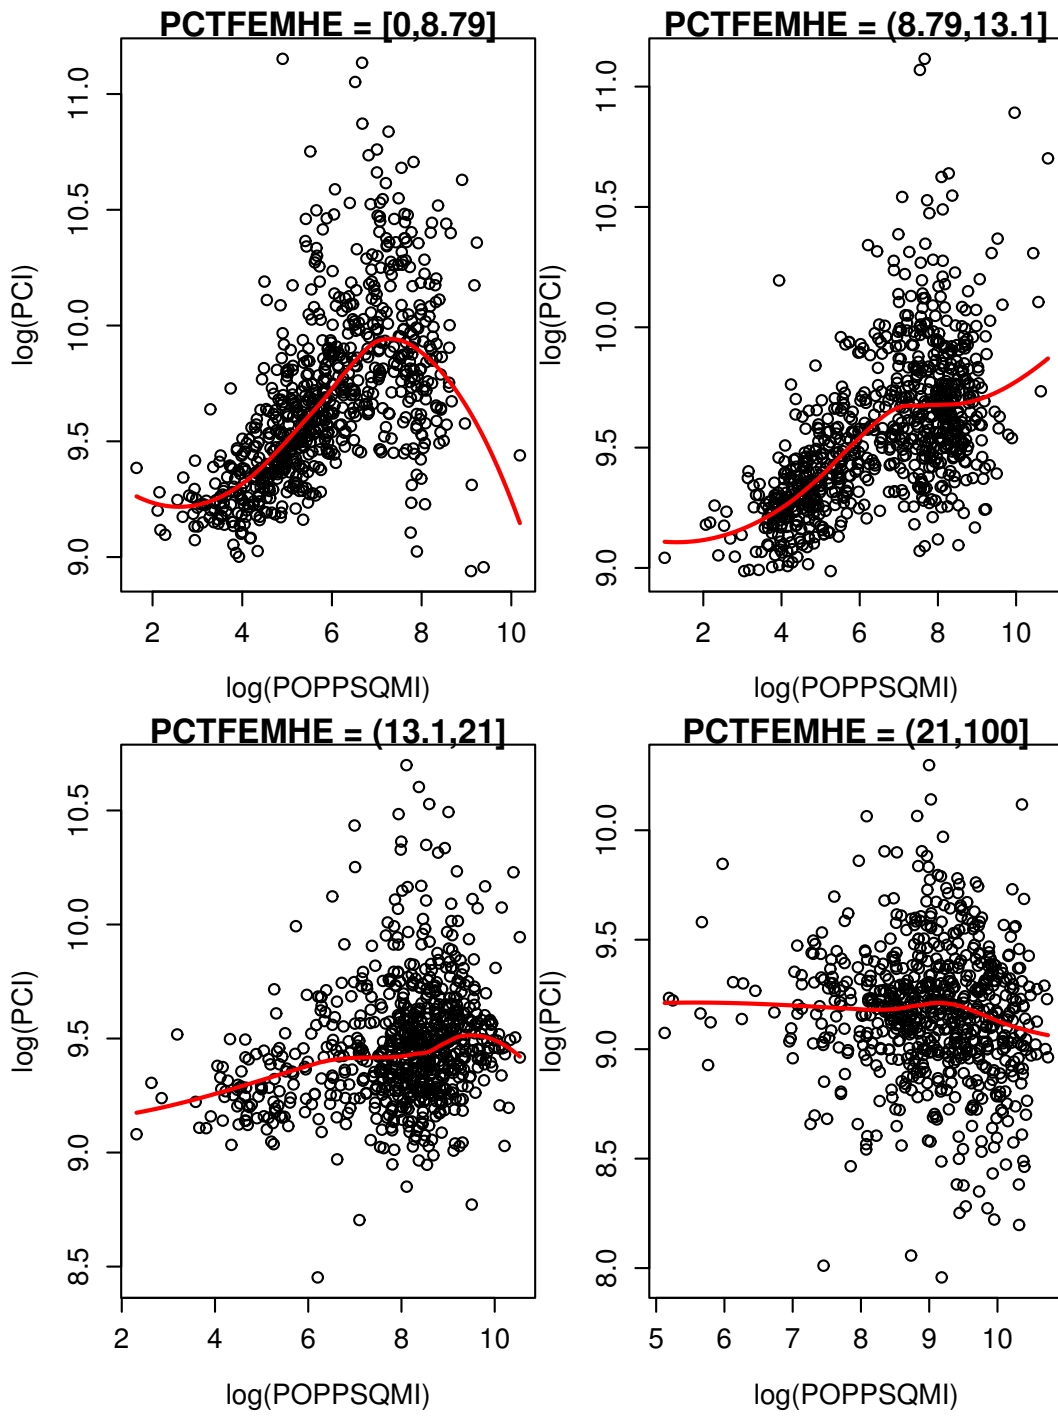 PCTFEMHE = [0,8.79]
log(PCI)
9.0 9.5 10.0 10.5 11.0
2 4 6 8 10
log(POPPSQMI)
PCTFEMHE = (8.79,13.1]
log(PCI)
9.0 9.5 10.0 10.5 11.0
2 4 6 8 10
log(POPPSQMI)
PCTFEMHE = (13.1,21]
log(PCI)
8.5 9.0 9.5 10.0 10.5
2 4 6 8 10
log(POPPSQMI)
PCTFEMHE = (21,100]
log(PCI)
8.0 8.5 9.0 9.5 10.0
5 6 7 8 9 10
log(POPPSQMI)